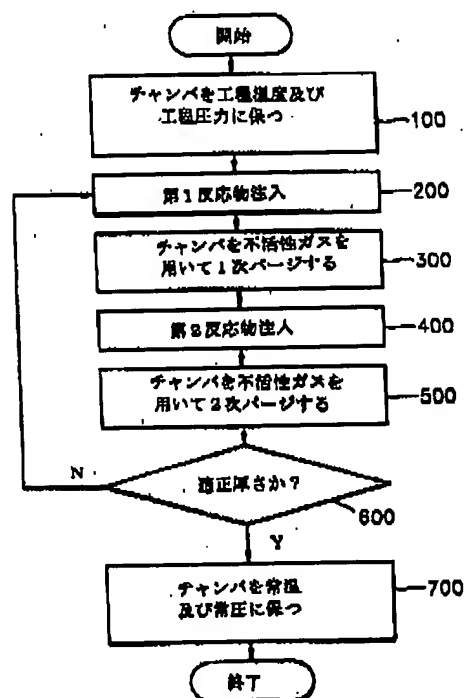 開始
チャンバを工程温度及び
工程圧力に保つ
100
第1反応物注入
200
チャンバを不活性ガスを
用いて1次パージする
300
第2反応物注入
400
チャンバを不活性ガスを
用いて2次パージする
500
適正厚さか?
N
600
Y
チャンバを常温
及び常圧に保つ
700
終了